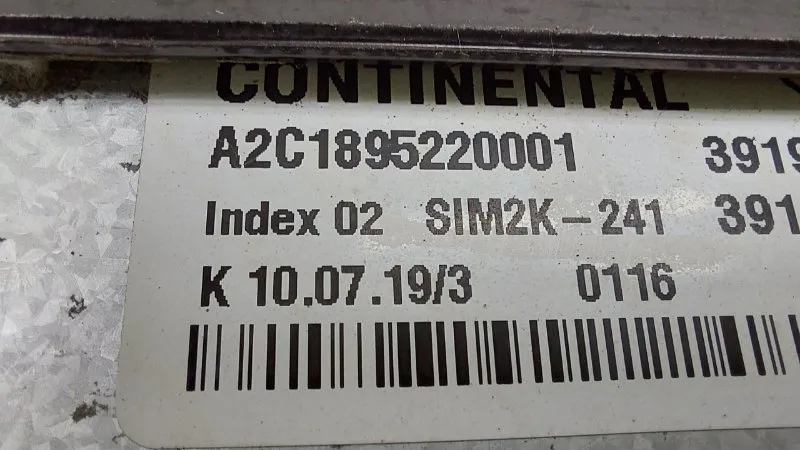 CONTINENTAL
A2C1895220001 3919
Index 02 SIM2K-241 391
K 10.07.19/3 0116